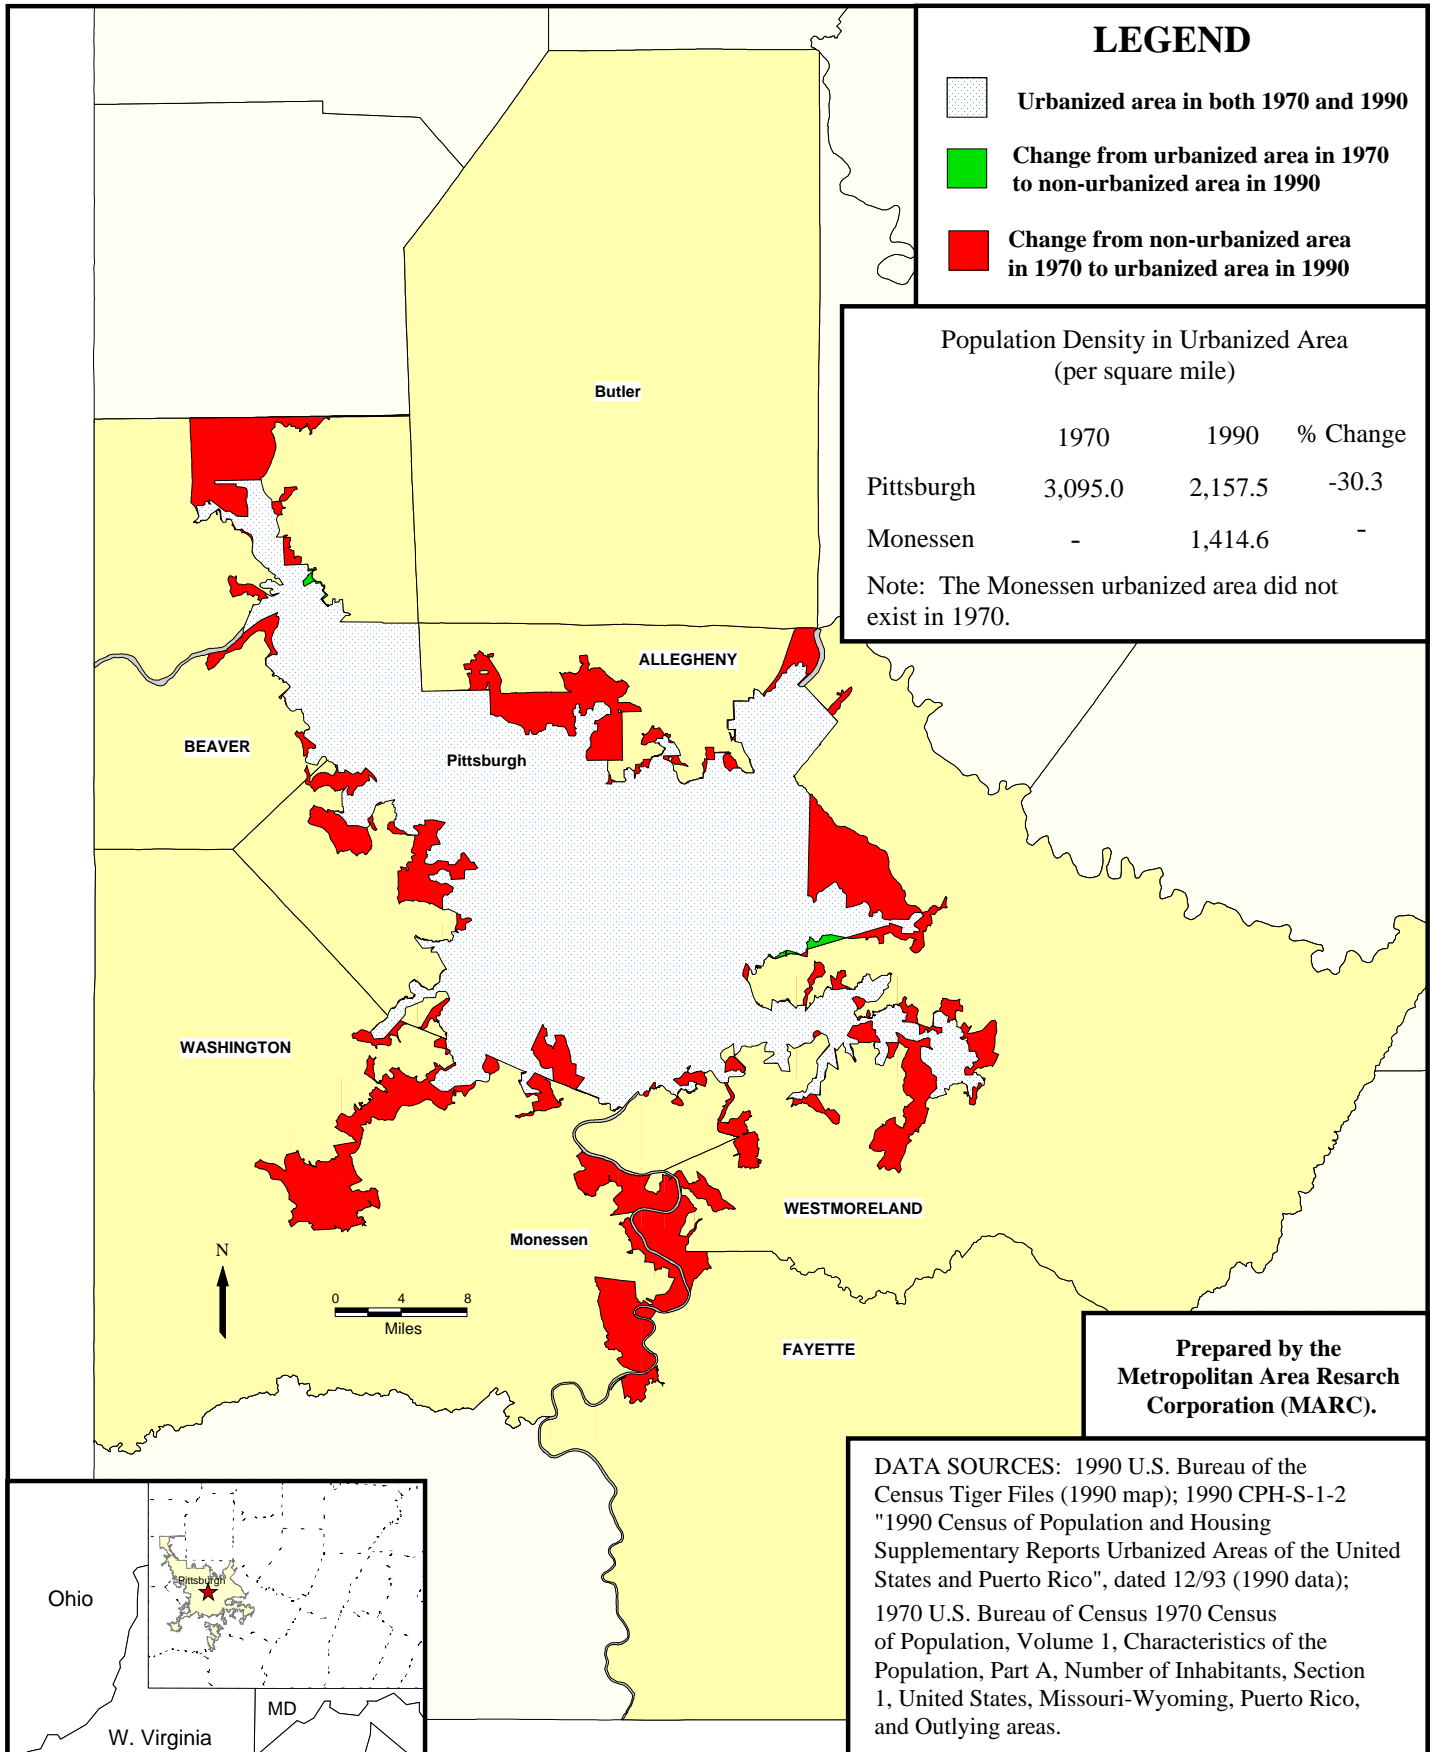 LEGEND
Urbanized area in both 1970 and 1990
Change from urbanized area in 1970
to non-urbanized area in 1990
Change from non-urbanized area
in 1970 to urbanized area in 1990
Population Density in Urbanized Area
(per square mile)
1970 1990 % Change
Pittsburgh 3,095.0 2,157.5 -30.3
Monessen - 1,414.6 -
Note: The Monessen urbanized area did not
exist in 1970.
Butler
ALLEGHENY
BEAVER
Pittsburgh
WASHINGTON
WESTMORELAND
Monessen
N
0 4 8
Miles
FAYETTE
Prepared by the
Metropolitan Area Resarch
Corporation (MARC).
DATA SOURCES: 1990 U.S. Bureau of the
Census Tiger Files (1990 map); 1990 CPH-S-1-2
"1990 Census of Population and Housing
Supplementary Reports Urbanized Areas of the United
States and Puerto Rico", dated 12/93 (1990 data);
1970 U.S. Bureau of Census 1970 Census
of Population, Volume 1, Characteristics of the
Population, Part A, Number of Inhabitants, Section
1, United States, Missouri-Wyoming, Puerto Rico,
and Outlying areas.
Pittsburgh
Ohio
MD
W. Virginia